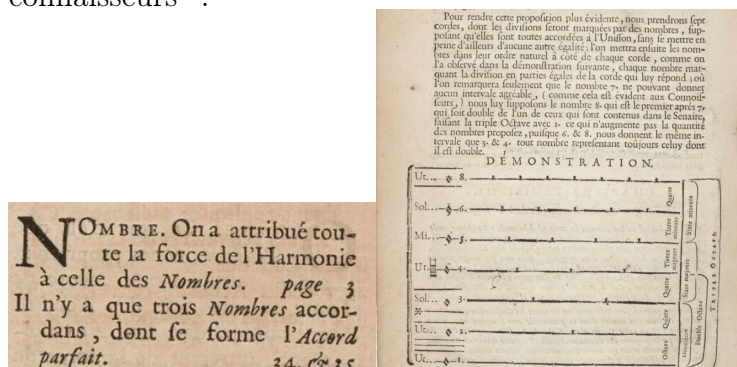 connaisseurs" .
Pour rendre cette propoſition plus évidente, nous prendrons ſept
cordes, dont les diviſions ſeront marquées par des nombres, ſup-
poſant qu'elles ſont toutes accordées à l'Uniſſon, ſans ſe mettre en
peine d'ailleurs d'aucune autre égalité; l'on mettra enſuite les nom-
bres dans leur ordre naturel à côté de chaque corde, comme on
l'a obſervé dans la démonſtration ſuivante, chaque nombre mar-
quant la diviſion en parties égales de la corde qui luy répond; où
l'on remarquera ſeulement que le nombre 7. ne pouvant donner
aucun intervale agréable, (comme cela eſt évident aux Connoiſ-
ſeurs,) nous luy ſuppoſons le nombre 8. qui eſt le premier aprés 7.
qui ſoit double de l'un de ceux qui ſont contenus dans le Senaire,
faiſant la triple Octave avec 1. ce qui n'augmente pas la quantité
des nombres propoſez, puiſque 6. & 8. nous donnent le même in-
tervale que 3. & 4. tout nombre repreſentant toûjours celuy dont
il eſt double.
DÉMONSTRATION.
Ut... 8.
Sol... 6.
Mi... 5.
Ut. 4.
Sol... 3.
Ut... 2.
Ut... 1.
Quarte
Tierce mineure
Tierce majeure
Quarte
Quinte
Octave
Sixte mineure
Sixte majeure
Double Octave
TRIPLE OCTAVE.
NOMBRE. On a attribué tou-
te la force de l'Harmonie
à celle des Nombres. page 3
Il n'y a que trois Nombres accor-
dans, dont ſe forme l'Accord
parfait. 34. & 35